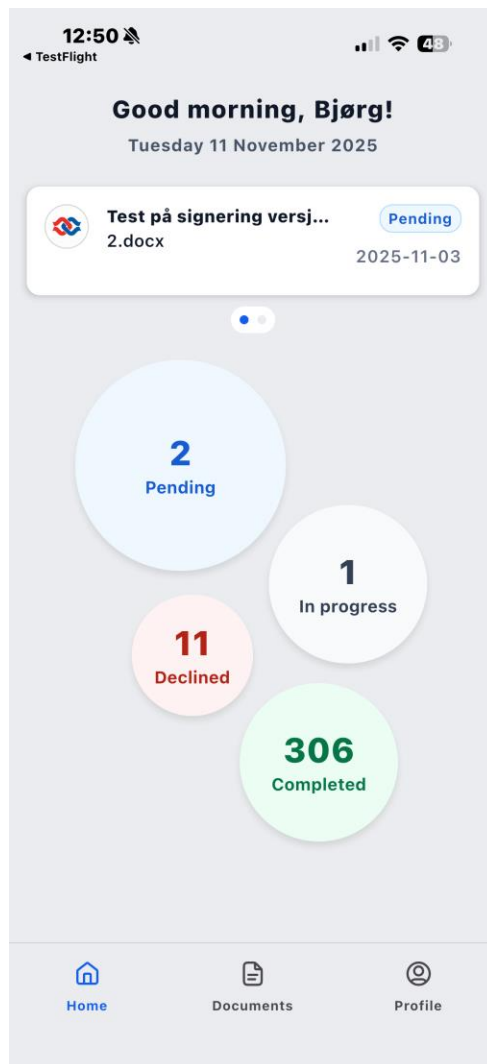 12:50
◀ TestFlight
48
Good morning, Bjørg!
Tuesday 11 November 2025
Test på signering versj...
2.docx
Pending
2025-11-03
2
Pending
1
In progress
11
Declined
306
Completed
Home
Documents
Profile